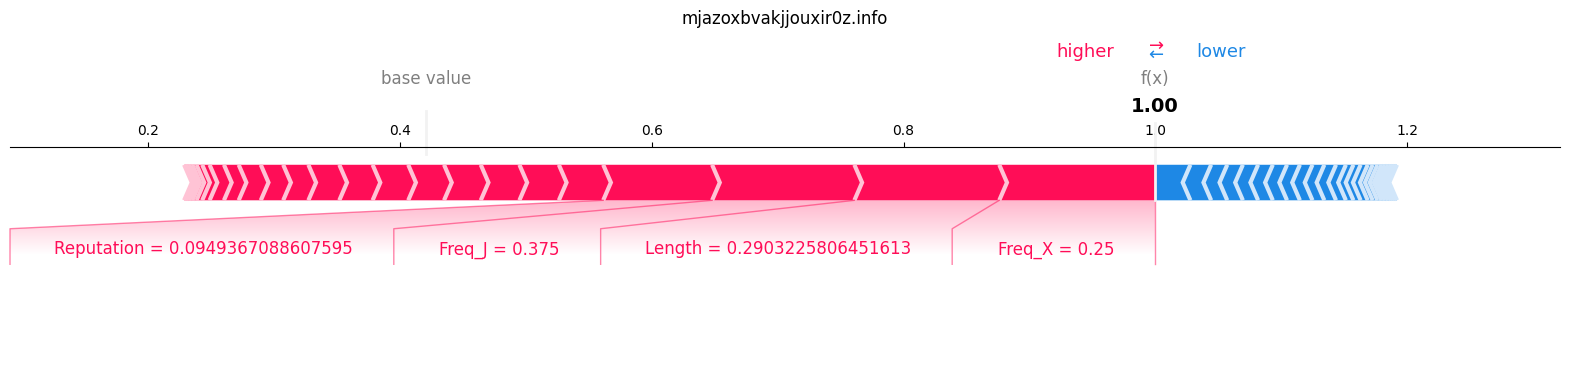 mjazoxbvakjjouxir0z.info
higher → lower
←
base value f(x)
1.00
0.2 0.4 0.6 0.8 1.0 1.2
Reputation = 0.0949367088607595 Freq_J = 0.375 Length = 0.2903225806451613 Freq_X = 0.25